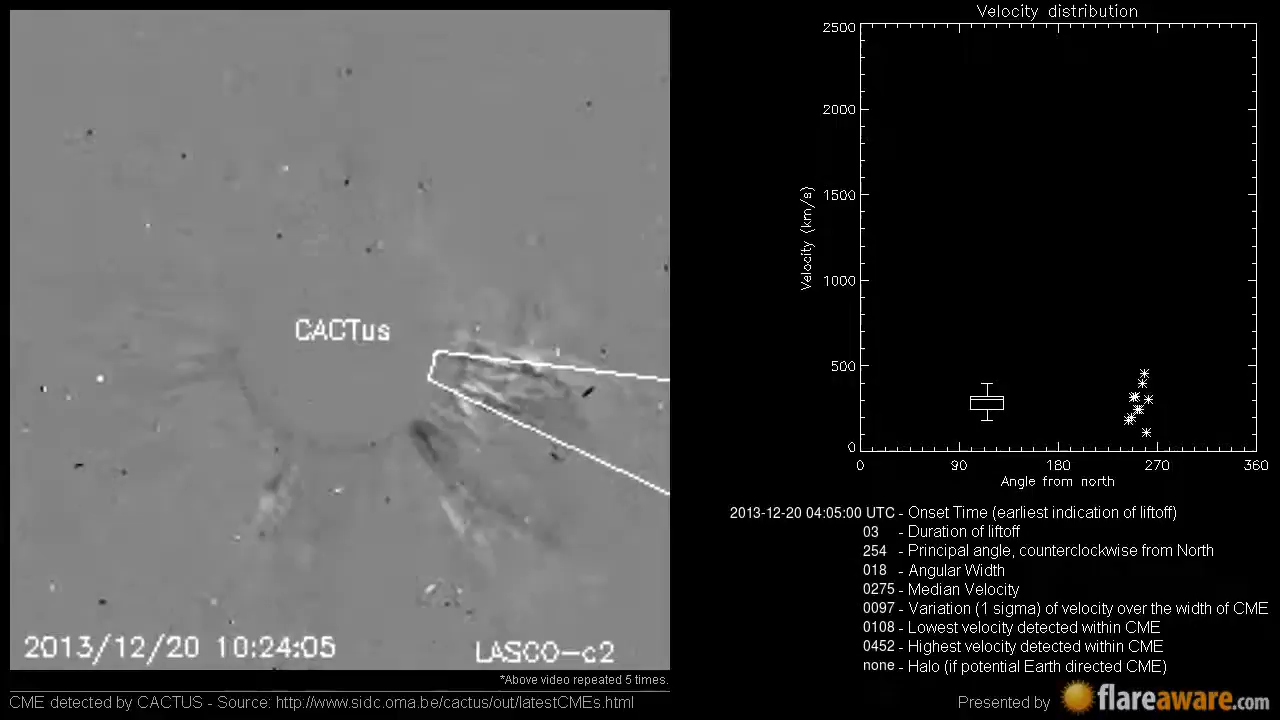 Velocity distribution
2500
2000
1500
1000
500
0
Velocity (km/s)
0 90 180 270 360
Angle from north
CACTus
2013/12/20 10:24:05 LASCO-c2
*Above video repeated 5 times.
2013-12-20 04:05:00 UTC - Onset Time (earliest indication of liftoff)
03 - Duration of liftoff
254 - Principal angle, counterclockwise from North
018 - Angular Width
0275 - Median Velocity
0097 - Variation (1 sigma) of velocity over the width of CME
0108 - Lowest velocity detected within CME
0452 - Highest velocity detected within CME
none - Halo (if potential Earth directed CME)
CME detected by CACTUS - Source: http://www.sidc.oma.be/cactus/out/latestCMEs.html
Presented by flareaware.com